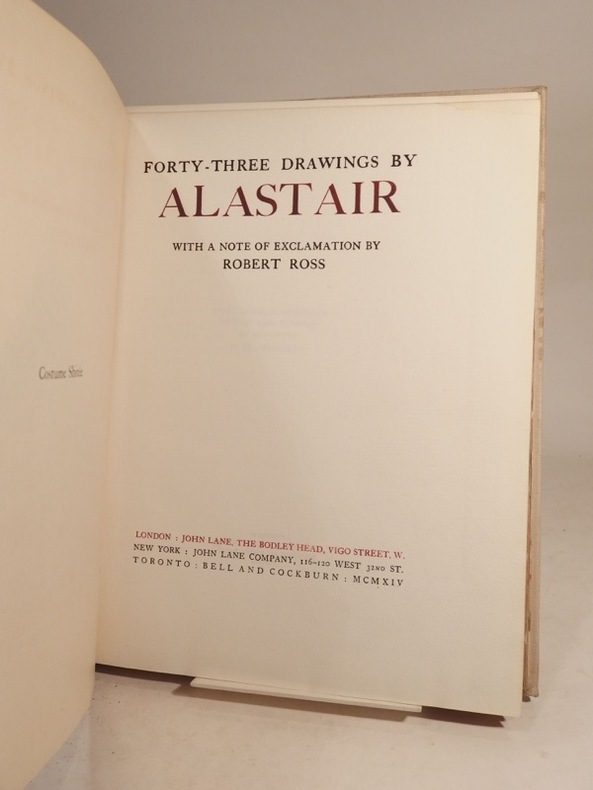 Costume Shéré
FORTY-THREE DRAWINGS BY
ALASTAIR
WITH A NOTE OF EXCLAMATION BY
ROBERT ROSS
LONDON : JOHN LANE, THE BODLEY HEAD, VIGO STREET, W.
NEW YORK : JOHN LANE COMPANY, 116-120 WEST 32ND ST.
TORONTO : BELL AND COCKBURN : MCMXIV